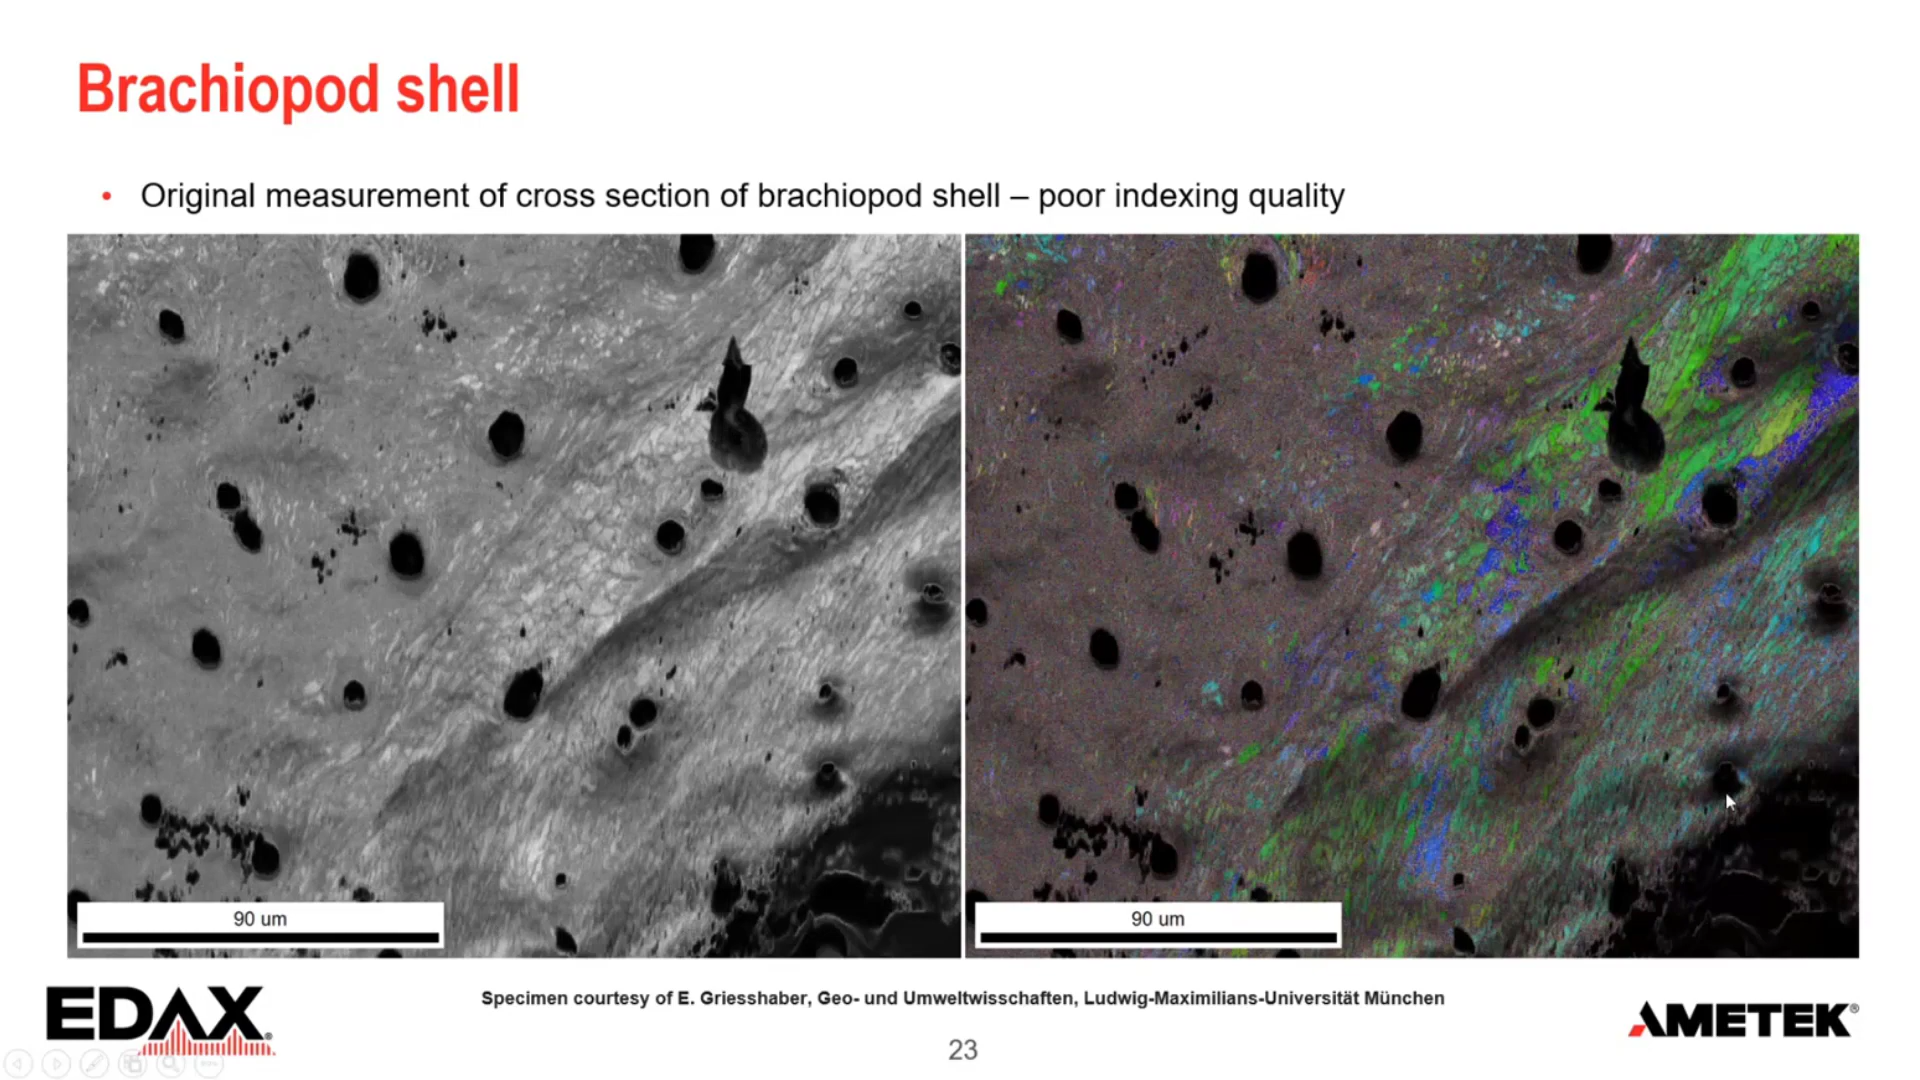 Brachiopod shell
• Original measurement of cross section of brachiopod shell – poor indexing quality
90 um
90 um
Specimen courtesy of E. Griesshaber, Geo- und Umweltwisschaften, Ludwig-Maximilians-Universität München
EDAX®
AMETEK®
23